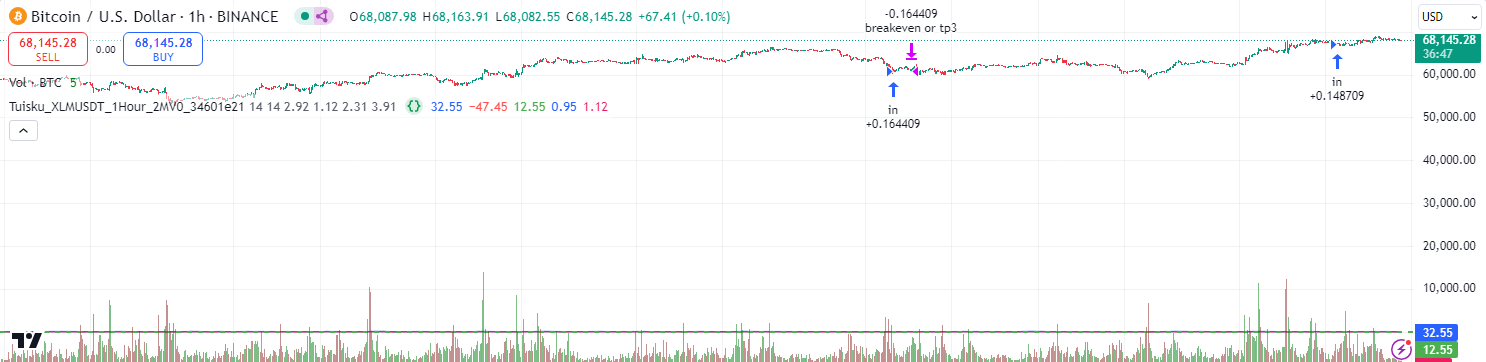 Bitcoin / U.S. Dollar · 1h · BINANCE O68,087.98 H68,163.91 L68,082.55 C68,145.28 +67.41 (+0.10%)
68,145.28
SELL
0.00
68,145.28
BUY
Vol · BTC 5
Tuisku_XLMUSDT_1Hour_2MV0_34601e21 14 14 2.92 1.12 2.31 3.91 {} 32.55 −47.45 12.55 0.95 1.12
-0.164409
breakeven or tp3
in
+0.164409
in
+0.148709
USD
68,145.28
36:47
60,000.00
50,000.00
40,000.00
30,000.00
20,000.00
10,000.00
32.55
12.55